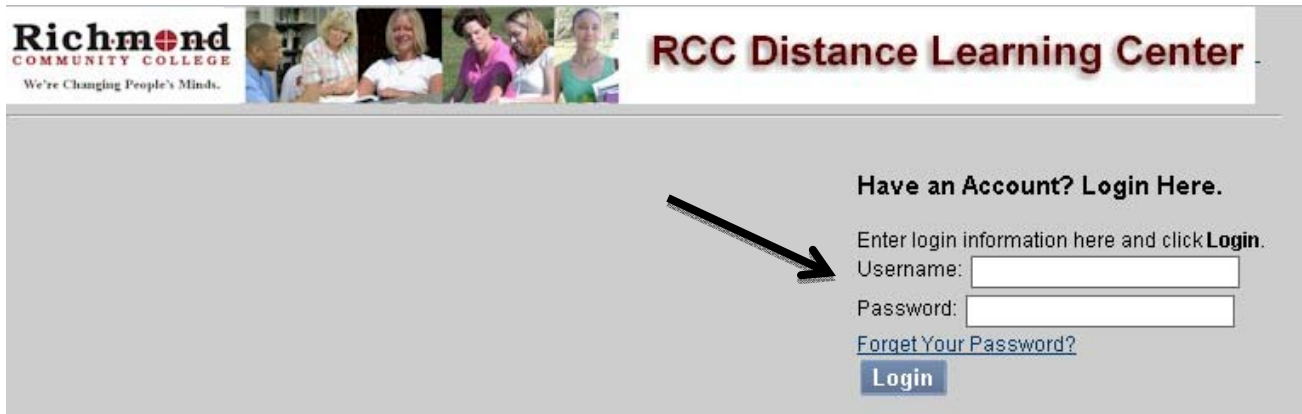 Richmond
COMMUNITY COLLEGE
We're Changing People's Minds.
RCC Distance Learning Center
Have an Account? Login Here.
Enter login information here and click Login.
Username:
Password:
Forget Your Password?
Login